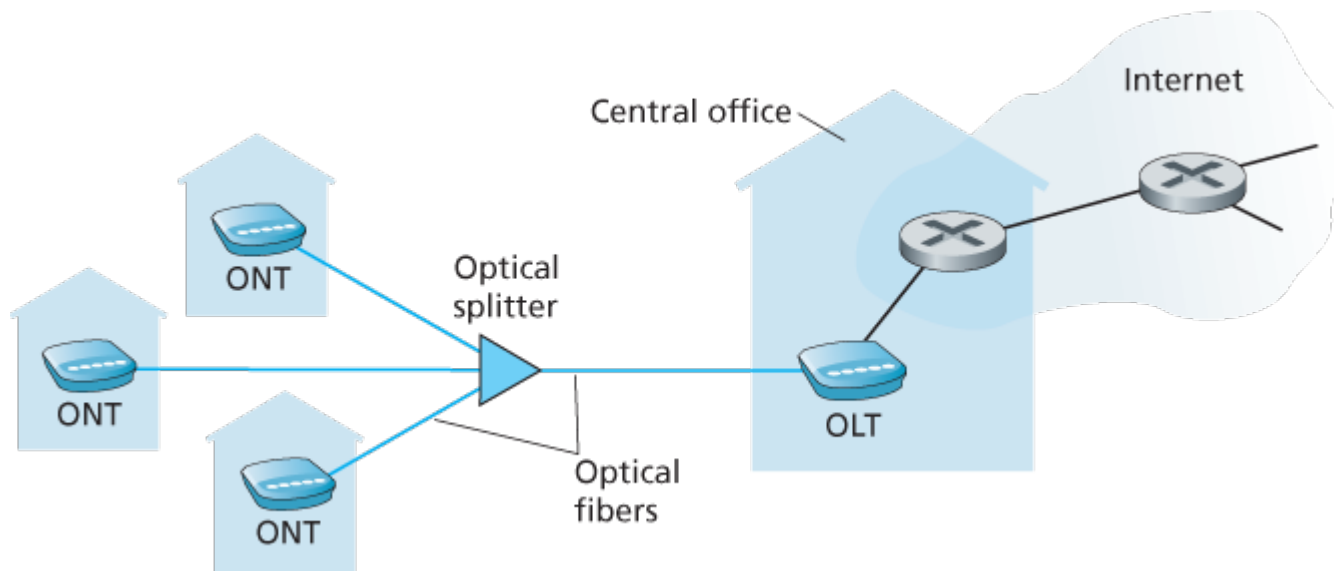 Internet
Central office
ONT
Optical
splitter
ONT
OLT
Optical
fibers
ONT